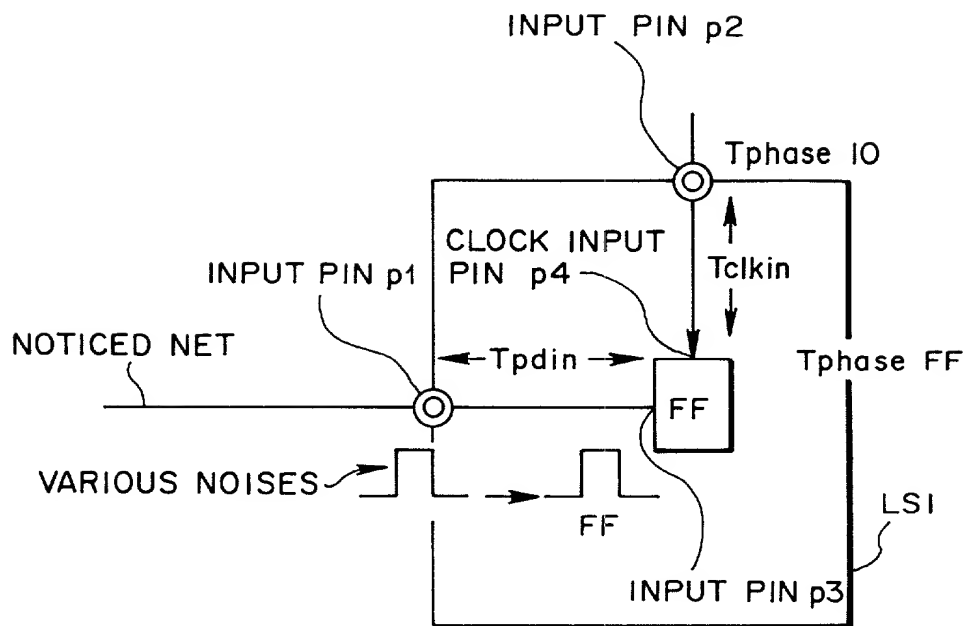 INPUT PIN p2
Tphase IO
CLOCK INPUT
PIN p4
Tclkin
INPUT PIN p1
NOTICED NET
Tpdin
Tphase FF
FF
VARIOUS NOISES
FF
LSI
INPUT PIN p3